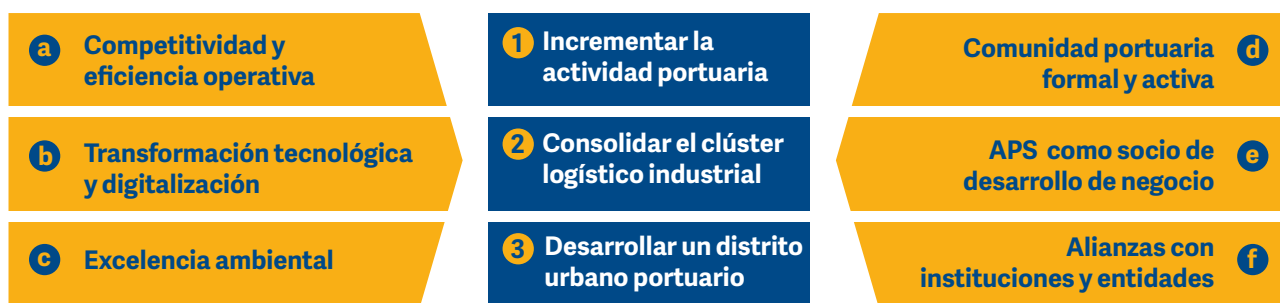 a Competitividad y
eficiencia operativa
b Transformación tecnológica
y digitalización
c Excelencia ambiental
1 Incrementar la
actividad portuaria
2 Consolidar el clúster
logístico industrial
3 Desarrollar un distrito
urbano portuario
Comunidad portuaria d
formal y activa
APS como socio de e
desarrollo de negocio
Alianzas con f
instituciones y entidades